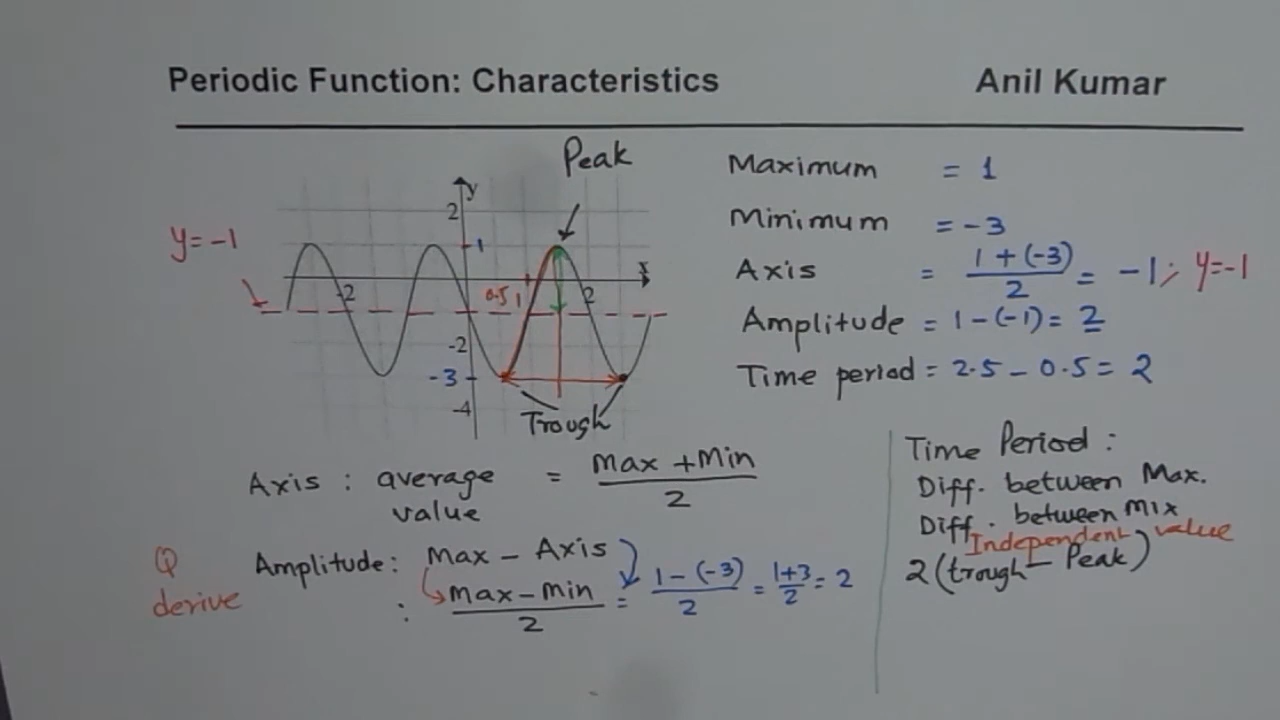 Periodic Function: Characteristics
Anil Kumar
Peak
y
2
1
y=-1
x
-2
0.5
1
2
-2
-3
-4
Trough
Maximum = 1
Minimum = -3
Axis = 1+(-3)/2 = -1; y=-1
Amplitude = 1-(-1)= 2
Time period = 2.5 - 0.5 = 2
Axis : average value = Max + Min/2
Q derive
Amplitude: Max - Axis
: Max - Min/2 = 1-(-3)/2 = 1+3/2 = 2
Time Period :
Diff. between Max.
Diff. between Mix
Independent value
2(trough - Peak)